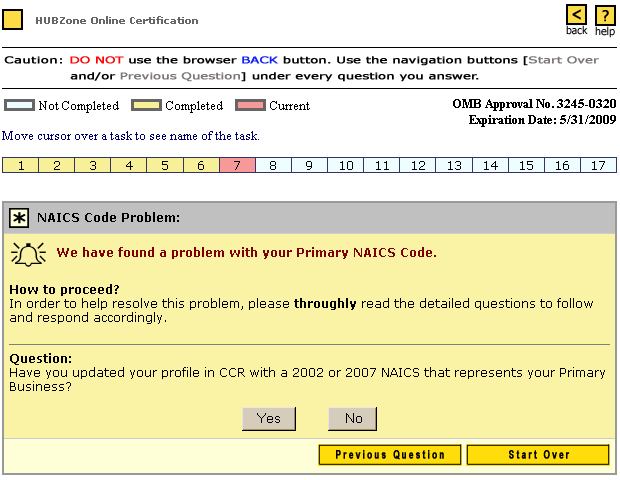 HUBZone Online Certification
back help
Caution: DO NOT use the browser BACK button. Use the navigation buttons [Start Over
and/or Previous Question] under every question you answer.
Not Completed Completed Current
OMB Approval No. 3245-0320
Expiration Date: 5/31/2009
Move cursor over a task to see name of the task.
1 2 3 4 5 6 7 8 9 10 11 12 13 14 15 16 17
NAICS Code Problem:
We have found a problem with your Primary NAICS Code.
How to proceed?
In order to help resolve this problem, please throughly read the detailed questions to follow
and respond accordingly.
Question:
Have you updated your profile in CCR with a 2002 or 2007 NAICS that represents your Primary
Business?
Yes No
Previous Question Start Over